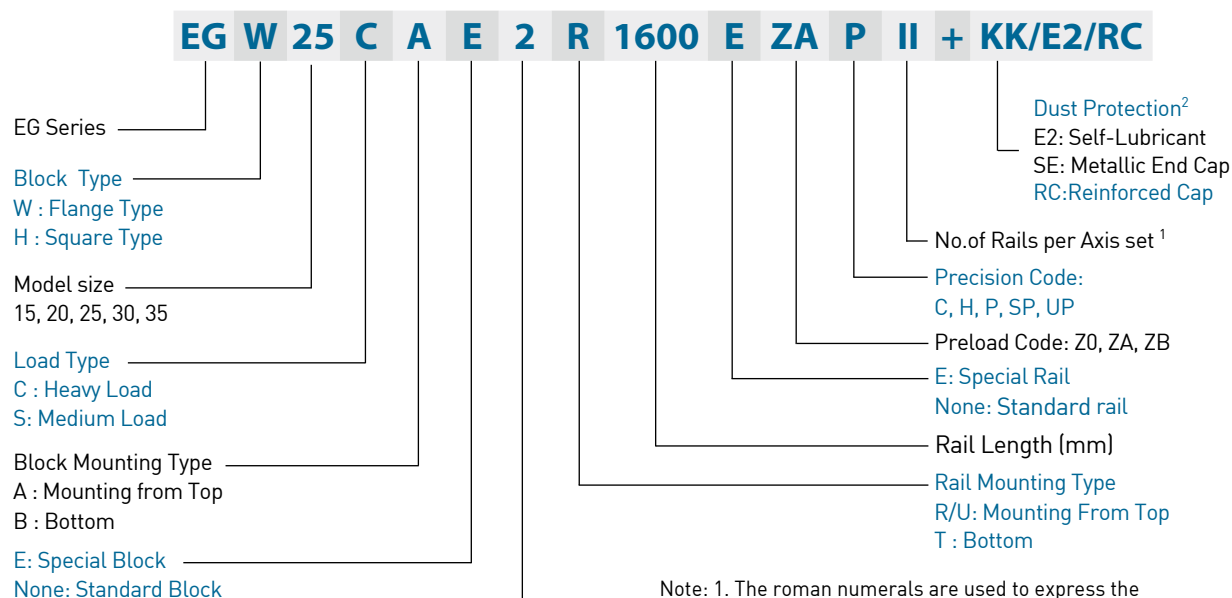 EG W 25 C A E 2 R 1600 E ZA P II + KK/E2/RC
EG Series
Block Type
W : Flange Type
H : Square Type
Model size
15, 20, 25, 30, 35
Load Type
C : Heavy Load
S: Medium Load
Block Mounting Type
A : Mounting from Top
B : Bottom
E: Special Block
None: Standard Block
Dust Protection2
E2: Self-Lubricant
SE: Metallic End Cap
RC:Reinforced Cap
No.of Rails per Axis set 1
Precision Code:
C, H, P, SP, UP
Preload Code: Z0, ZA, ZB
E: Special Rail
None: Standard rail
Rail Length (mm)
Rail Mounting Type
R/U: Mounting From Top
T : Bottom
Note: 1. The roman numerals are used to express the